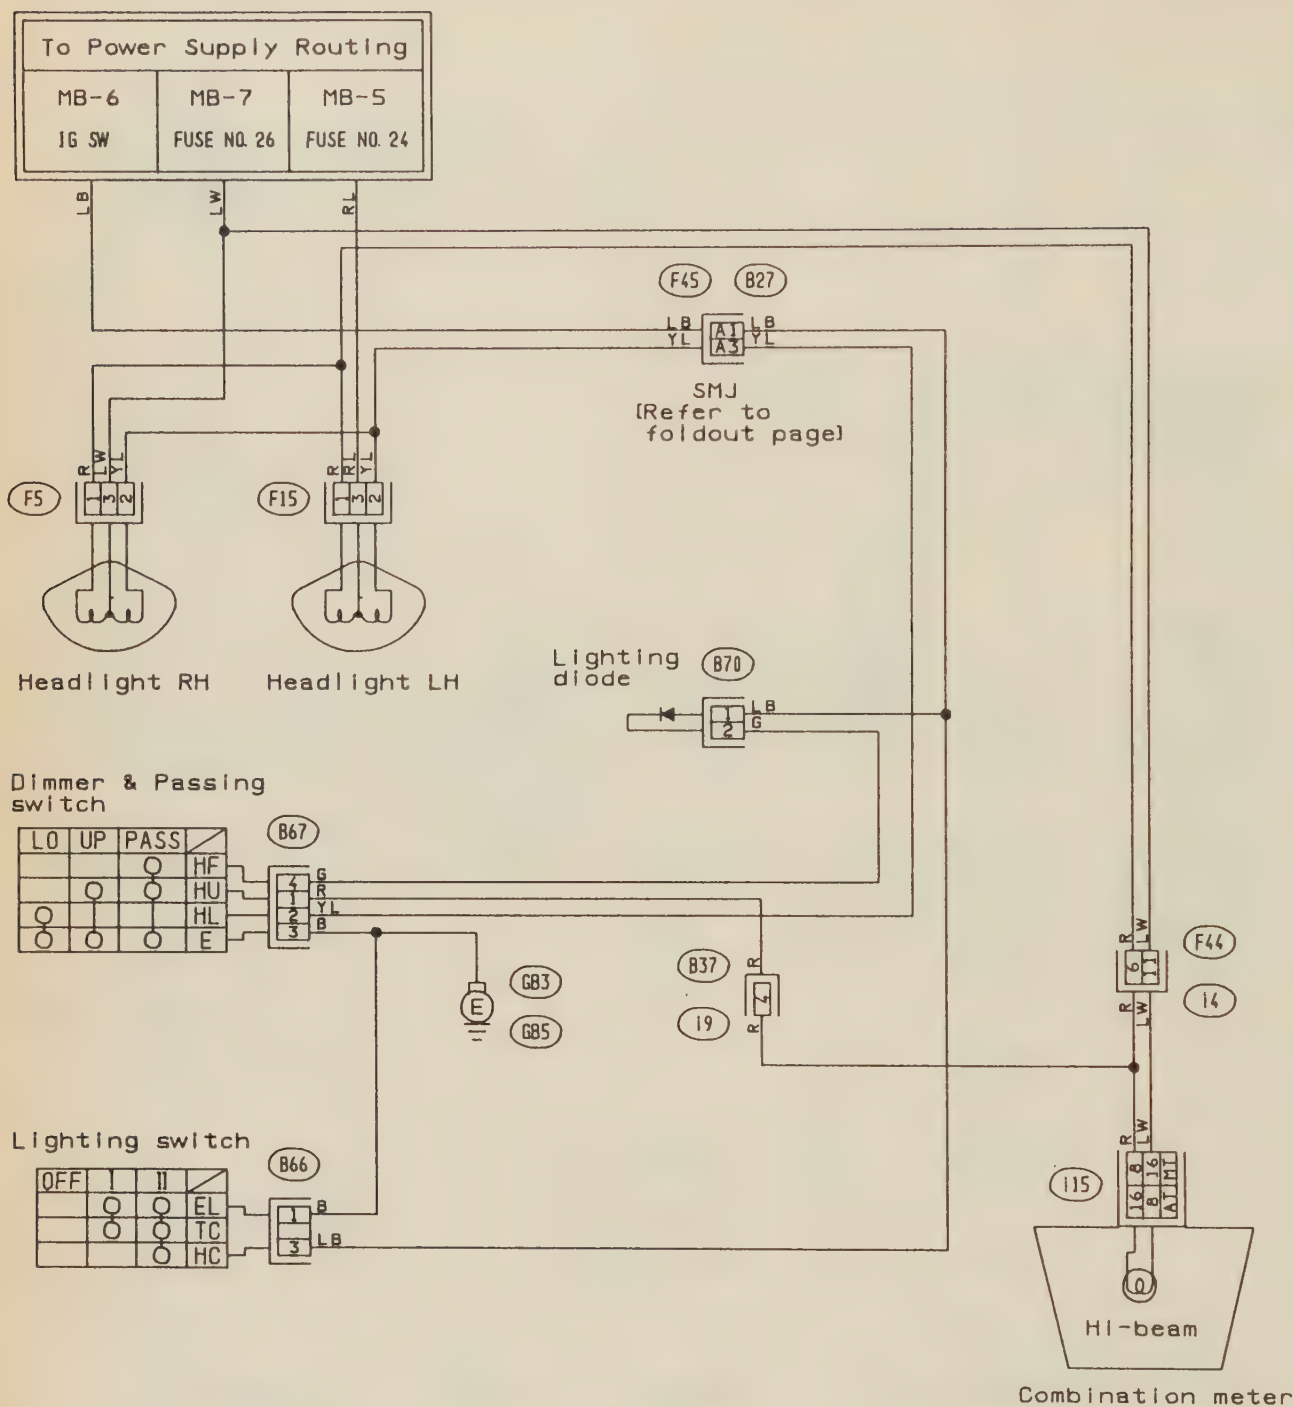 To Power Supply Routing
MB-6 MB-7 MB-5
IG SW FUSE NO. 26 FUSE NO. 24
LB LW RL
F45 B27
LB A1 LB
YL A3 YL
SMJ
[Refer to
foldout page]
R LW YL
R RL YL
F5 1 3 2
F15 1 3 2
Headlight RH Headlight LH
Lighting
diode
B70
1 LB
2 G
Dimmer & Passing
switch
B67
LO UP PASS
HF
HU
HL
E
4 G
1 R
2 YL
3 B
E
GB3
GB5
B37
R
4
I9
R
R LW
F44
6 11
I4
R LW
Lighting switch
B66
OFF I II
EL
TC
HC
1 B
3 LB
R LW
I15
8 16 MT
16 8 AT
Hi-beam
Combination meter